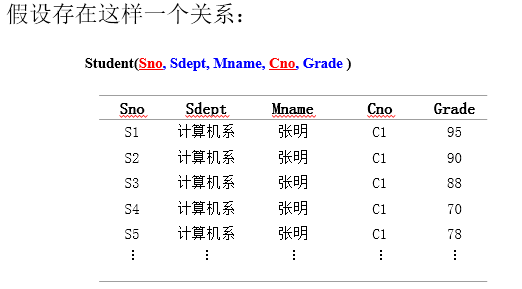 假设存在这样一个关系：
Student(Sno, Sdept, Mname, Cno, Grade )
Sno Sdept Mname Cno Grade
S1 计算机系 张明 C1 95
S2 计算机系 张明 C1 90
S3 计算机系 张明 C1 88
S4 计算机系 张明 C1 70
S5 计算机系 张明 C1 78
⋮ ⋮ ⋮ ⋮ ⋮